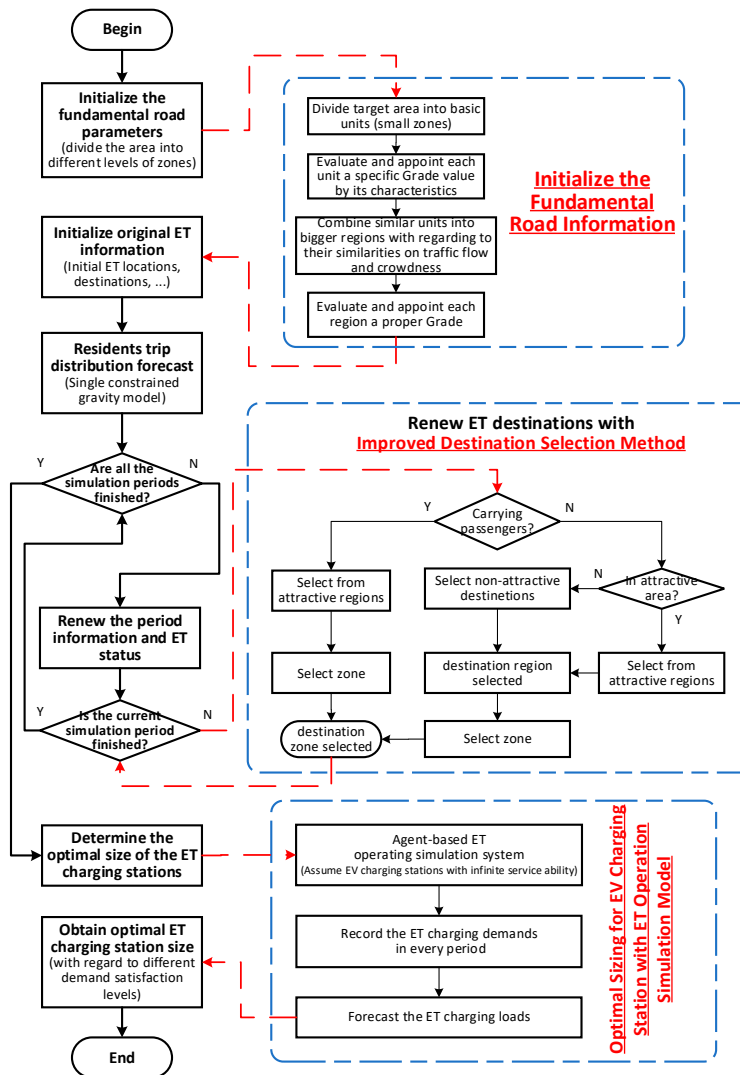 Begin
Initialize the
fundamental road
parameters
(divide the area into
different levels of zones)
Divide target area into basic
units (small zones)
Evaluate and appoint each
unit a specific Grade value
by its characteristics
Combine similar units into
bigger regions with regarding to
their similarities on traffic flow
and crowdness
Evaluate and appoint each
region a proper Grade
Initialize the
Fundamental
Road Information
Initialize original ET
information
(Initial ET locations,
destinations, ...)
Residents trip
distribution forecast
(Single constrained
gravity model)
Y
N
Are all the
simulation periods
finished?
Renew the period
information and ET
status
Y
N
Is the current
simulation period
finished?
Renew ET destinations with
Improved Destination Selection Method
Y
N
Carrying
passengers?
Select from
attractive regions
Select non-attractive
destinetions
N
In attractive
area?
Y
Select zone
destination region
selected
Select from
attractive regions
destination
zone selected
Select zone
Determine the
optimal size of the ET
charging stations
Agent-based ET
operating simulation system
(Assume EV charging stations with infinite service ability)
Record the ET charging demands
in every period
Forecast the ET charging loads
Optimal Sizing for EV Charging
Station with ET Operation
Simulation Model
Obtain optimal ET
charging station size
(with regard to different
demand satisfaction
levels)
End